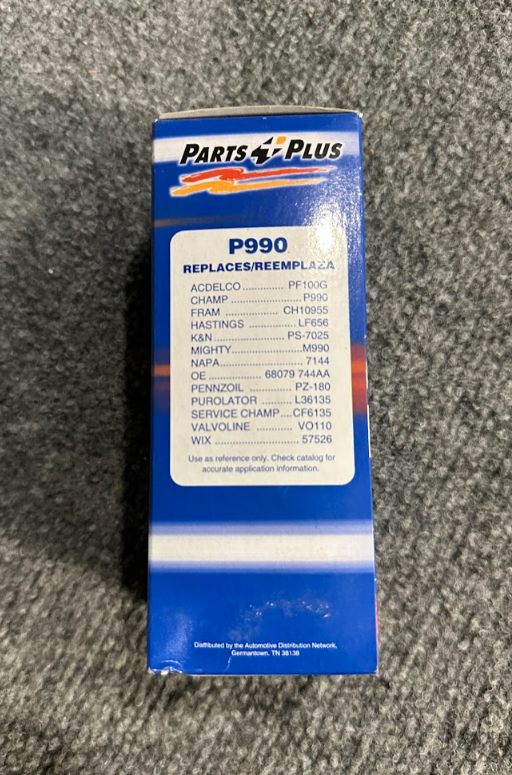 PARTS PLUS
P990
REPLACES/REEMPLAZA
ACDELCO.............. PF100G
CHAMP ........................P990
FRAM .................. CH10955
HASTINGS ................LF656
K&N........................ PS-7025
MIGHTY........................M990
NAPA............................7144
OE .................. 68079 744AA
PENNZOIL .............. PZ-180
PUROLATOR .......... L36135
SERVICE CHAMP....CF6135
VALVOLINE ............ VO110
WIX ............................ 57526
Use as reference only. Check catalog for
accurate application information.
Distributed by the Automotive Distribution Network,
Germantown, TN 38138